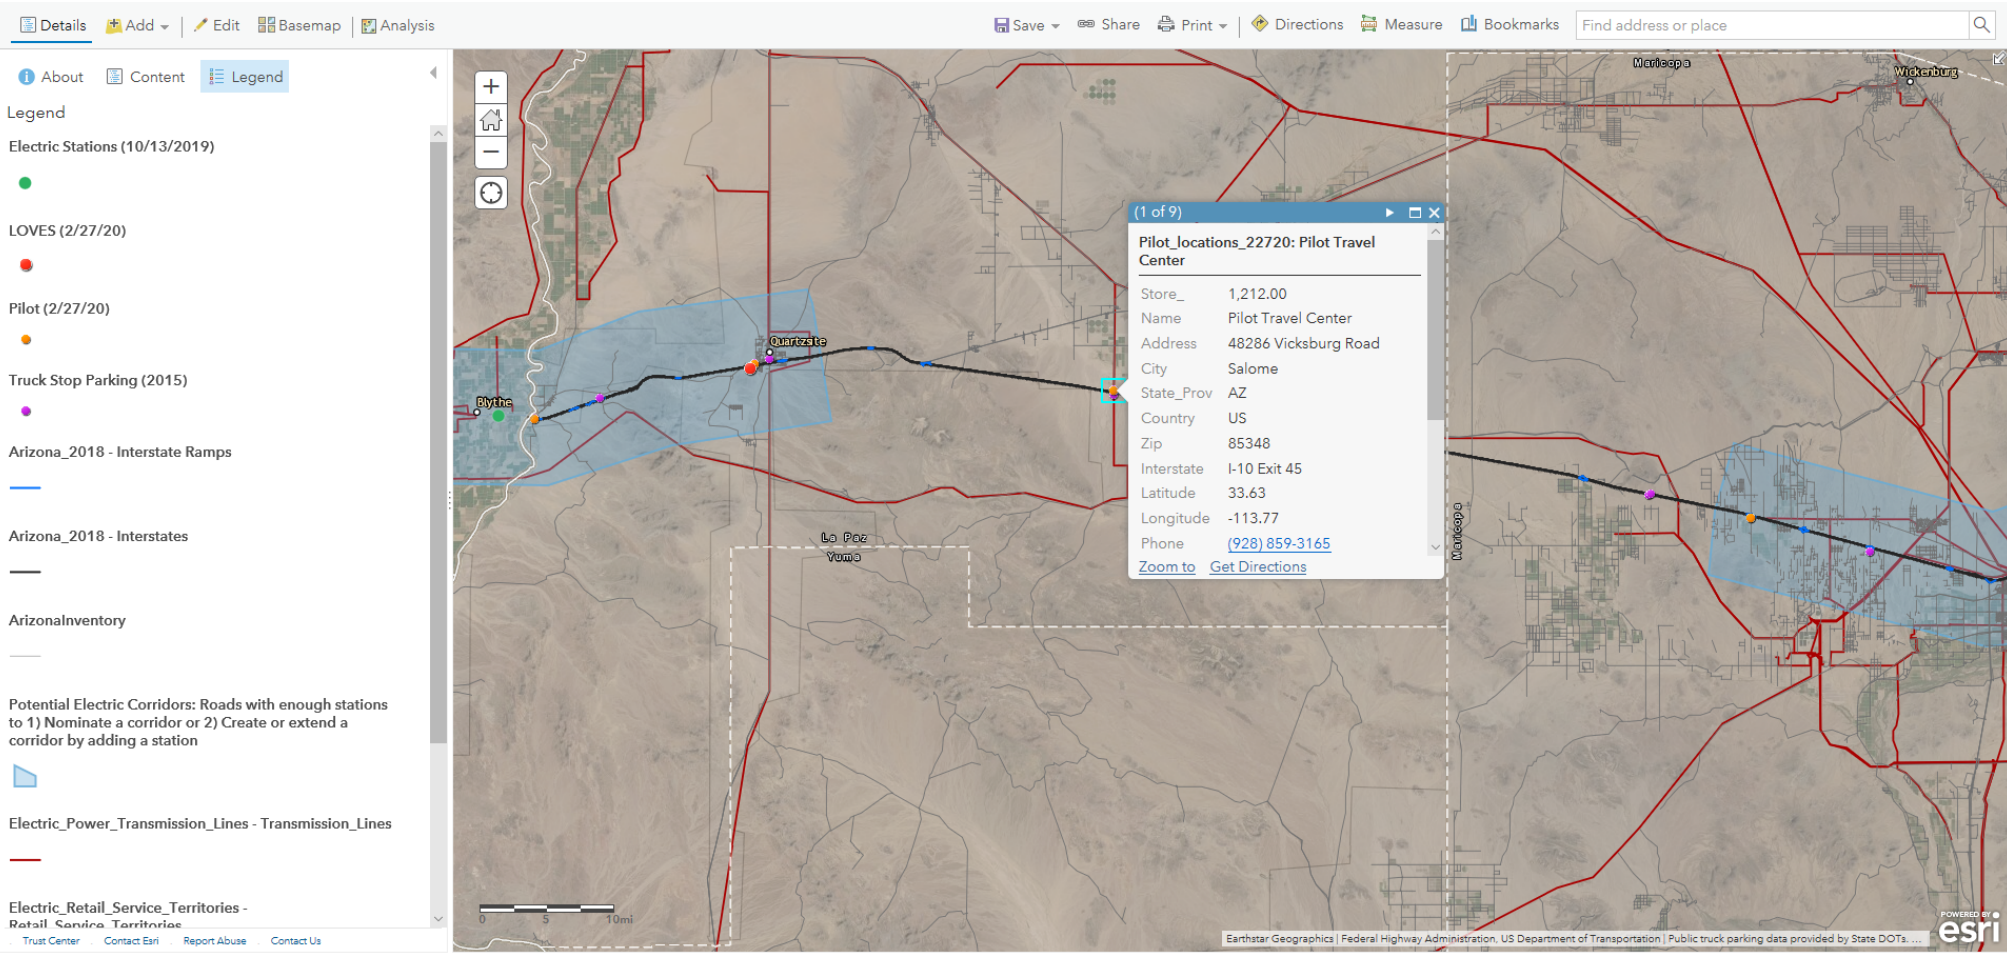 Details
Add
Edit
Basemap
Analysis
Save
Share
Print
Directions
Measure
Bookmarks
Find address or place
About
Content
Legend
Legend
Electric Stations (10/13/2019)
LOVES (2/27/20)
Pilot (2/27/20)
Truck Stop Parking (2015)
Arizona_2018 - Interstate Ramps
Arizona_2018 - Interstates
ArizonaInventory
Potential Electric Corridors: Roads with enough stations
to 1) Nominate a corridor or 2) Create or extend a
corridor by adding a station
Electric_Power_Transmission_Lines - Transmission_Lines
Electric_Retail_Service_Territories -
Retail_Service_Territories
Trust Center
Contact Esri
Report Abuse
Contact Us
Maricopa
Wickenburg
Quartzsite
Blythe
La Paz
Yuma
Maricopa
(1 of 9)
Pilot_locations_22720: Pilot Travel
Center
Store_ 1,212.00
Name Pilot Travel Center
Address 48286 Vicksburg Road
City Salome
State_Prov AZ
Country US
Zip 85348
Interstate I-10 Exit 45
Latitude 33.63
Longitude -113.77
Phone (928) 859-3165
Zoom to Get Directions
0 5 10mi
Earthstar Geographics | Federal Highway Administration, US Department of Transportation | Public truck parking data provided by State DOTs. ...
POWERED BY
esri